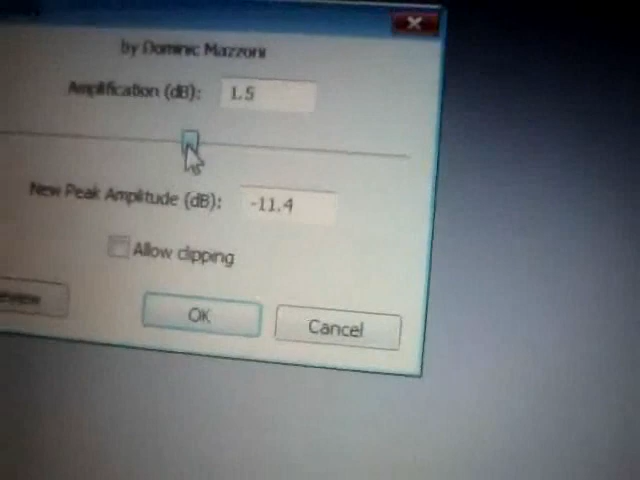 by Dominic Mazzoni
Amplification (dB): 1.5
New Peak Amplitude (dB): -11.4
Allow clipping
OK
Cancel